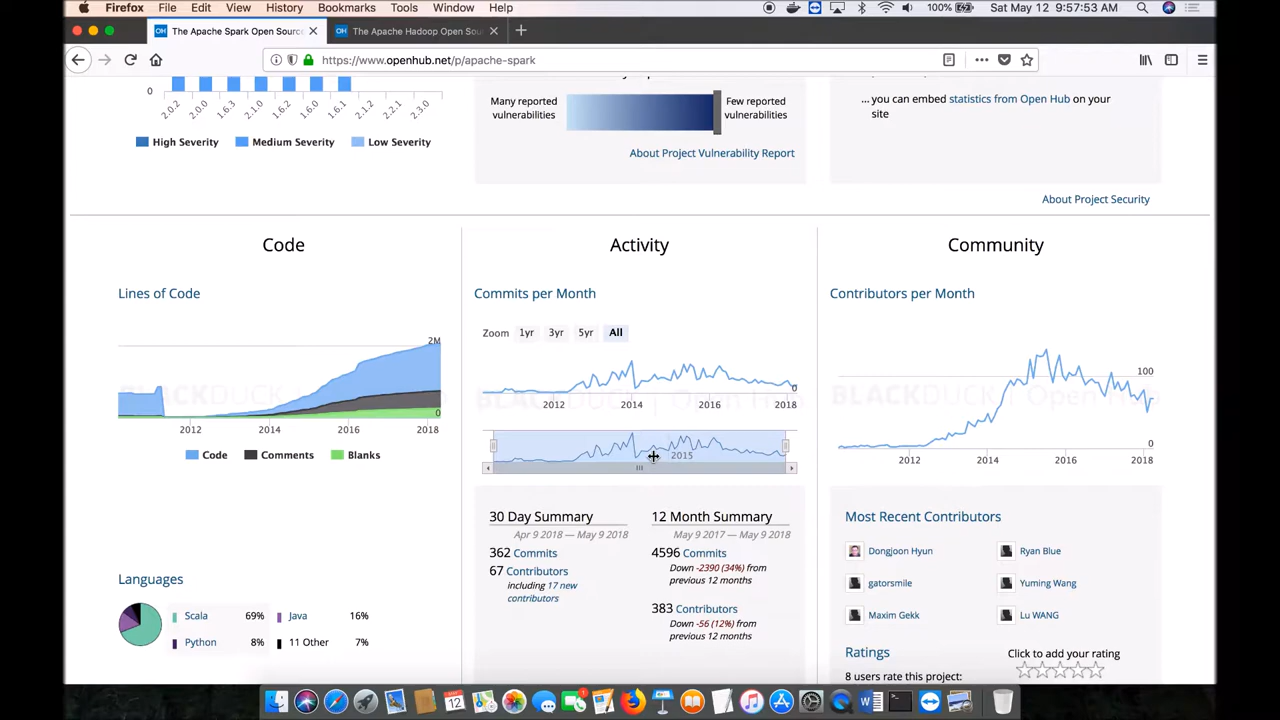 Firefox File Edit View History Bookmarks Tools Window Help 100% Sat May 12 9:57:53 AM
The Apache Spark Open Sourc
The Apache Hadoop Open Sou
https://www.openhub.net/p/apache-spark
0
2.0.2 2.0.0 1.6.3 2.1.0 1.6.2 1.6.0 1.6.1 2.1.2 2.2.1 2.3.0
High Severity Medium Severity Low Severity
Many reported vulnerabilities
Few reported vulnerabilities
About Project Vulnerability Report
... you can embed statistics from Open Hub on your
site
About Project Security
Code
Lines of Code
2M
0
2012 2014 2016 2018
Code Comments Blanks
Languages
Scala 69% Java 16%
Python 8% 11 Other 7%
Activity
Commits per Month
Zoom 1yr 3yr 5yr All
0
2012 2014 2016 2018
2015
30 Day Summary
Apr 9 2018 — May 9 2018
362 Commits
67 Contributors
including 17 new
contributors
12 Month Summary
May 9 2017 — May 9 2018
4596 Commits
Down -2390 (34%) from
previous 12 months
383 Contributors
Down -56 (12%) from
previous 12 months
Community
Contributors per Month
100
0
2012 2014 2016 2018
BLACKDUCK | Open Hub
Most Recent Contributors
Dongjoon Hyun Ryan Blue
gatorsmile Yuming Wang
Maxim Gekk Lu WANG
Ratings
8 users rate this project:
Click to add your rating